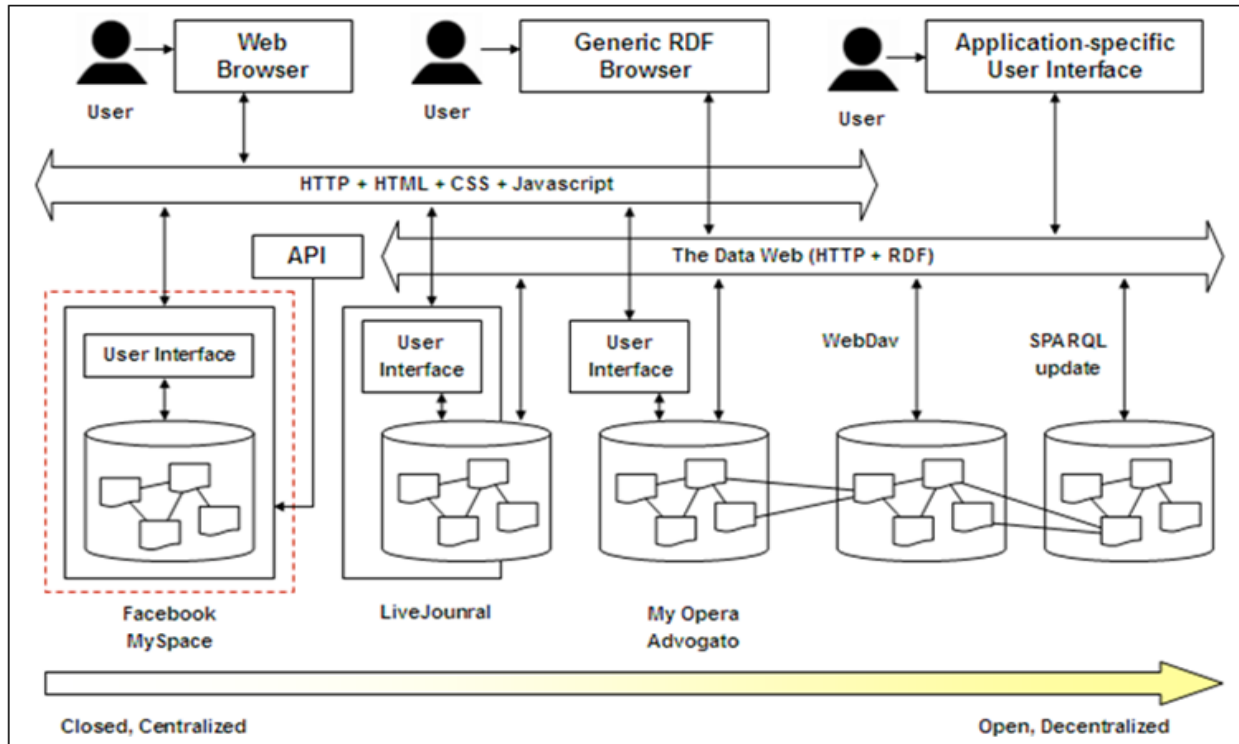 Web
Browser
User
Generic RDF
Browser
User
Application-specific
User Interface
User
HTTP + HTML + CSS + Javascript
API
The Data Web (HTTP + RDF)
User Interface
User
Interface
User
Interface
WebDav
SPARQL
update
Facebook
MySpace
LiveJounral
My Opera
Advogato
Closed, Centralized
Open, Decentralized